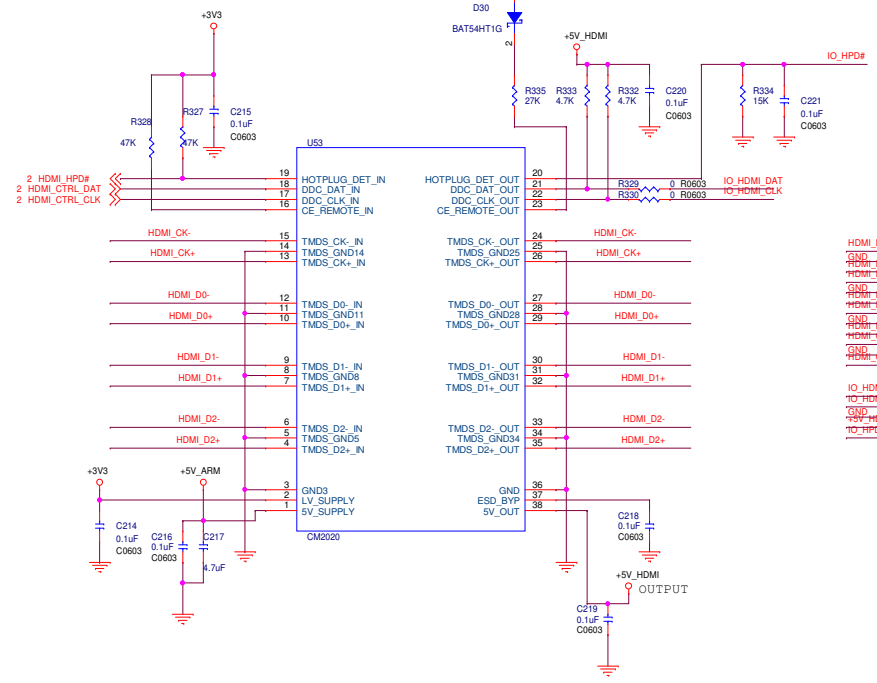 D30
BAT54HT1G
2
+3V3
+5V_HDMI
IO_HPD#
R328
47K
R327
47K
C215
0.1uF
C0603
R335
27K
R333
4.7K
R332
4.7K
C220
0.1uF
C0603
R334
15K
C221
0.1uF
C0603
U53
2 HDMI_HPD#
2 HDMI_CTRL_DAT
2 HDMI_CTRL_CLK
19 HOTPLUG_DET_IN HOTPLUG_DET_OUT 20
18 DDC_DAT_IN DDC_DAT_OUT 21 R329 0 R0603 IO_HDMI_DAT
17 DDC_CLK_IN DDC_CLK_OUT 22 R330 0 R0603 IO_HDMI_CLK
16 CE_REMOTE_IN CE_REMOTE_OUT 23
HDMI_CK- 15 TMDS_CK-_IN TMDS_CK-_OUT 24 HDMI_CK-
14 TMDS_GND14 TMDS_GND25 25
HDMI_CK+ 13 TMDS_CK+_IN TMDS_CK+_OUT 26 HDMI_CK+
HDMI_D0- 12 TMDS_D0-_IN TMDS_D0-_OUT 27 HDMI_D0-
11 TMDS_GND11 TMDS_GND28 28
HDMI_D0+ 10 TMDS_D0+_IN TMDS_D0+_OUT 29 HDMI_D0+
HDMI_D1- 9 TMDS_D1-_IN TMDS_D1-_OUT 30 HDMI_D1-
8 TMDS_GND8 TMDS_GND31 31
HDMI_D1+ 7 TMDS_D1+_IN TMDS_D1+_OUT 32 HDMI_D1+
HDMI_D2- 6 TMDS_D2-_IN TMDS_D2-_OUT 33 HDMI_D2-
5 TMDS_GND5 TMDS_GND34 34
HDMI_D2+ 4 TMDS_D2+_IN TMDS_D2+_OUT 35 HDMI_D2+
3 GND3 GND 36
2 LV_SUPPLY ESD_BYP 37
1 5V_SUPPLY 5V_OUT 38
CM2020
+3V3
+5V_ARM
C214
0.1uF
C0603
C216
0.1uF
C0603
C217
4.7uF
C218
0.1uF
C0603
+5V_HDMI
OUTPUT
C219
0.1uF
C0603
GND
GND
GND
GND
GND